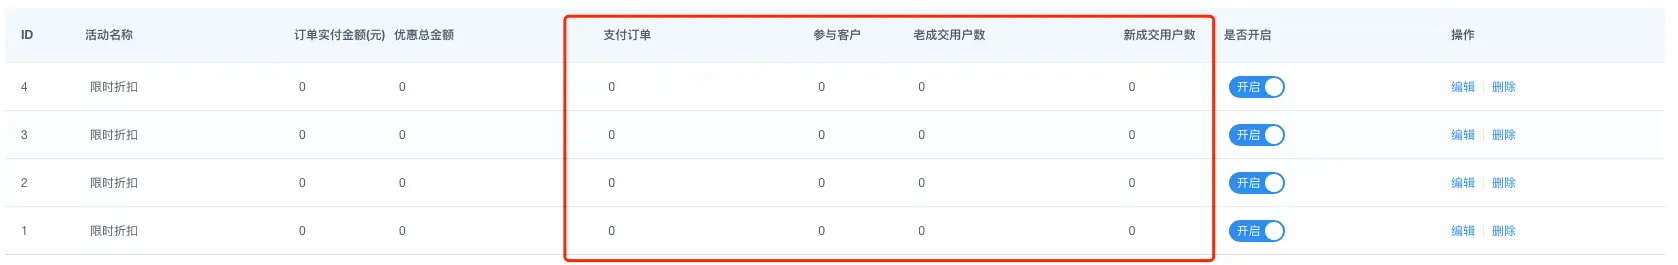 ID 活动名称 订单实付金额(元) 优惠总金额 支付订单 参与客户 老成交用户数 新成交用户数 是否开启 操作
4 限时折扣 0 0 0 0 0 0 开启 编辑 删除
3 限时折扣 0 0 0 0 0 0 开启 编辑 删除
2 限时折扣 0 0 0 0 0 0 开启 编辑 删除
1 限时折扣 0 0 0 0 0 0 开启 编辑 删除